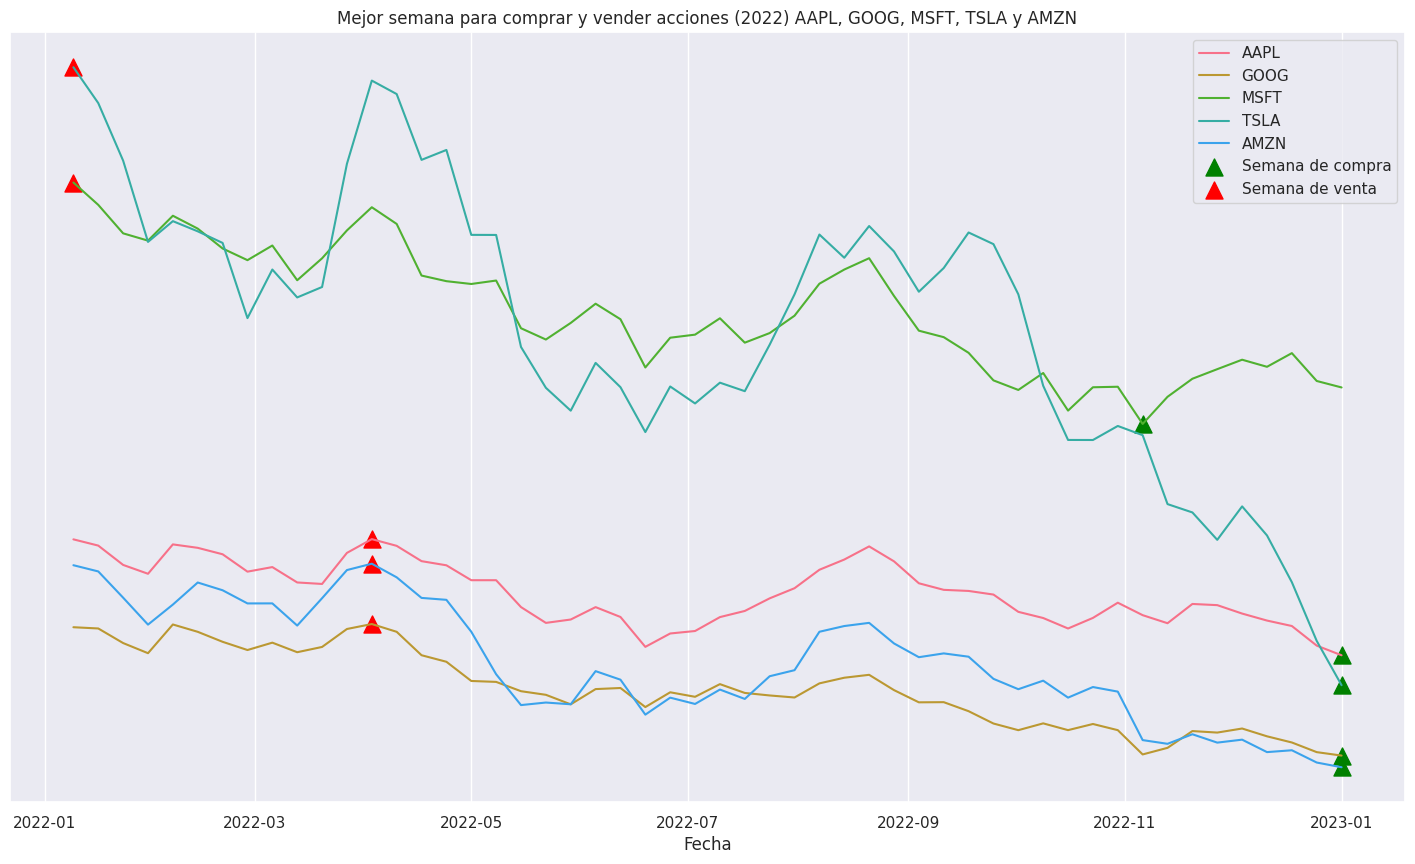 Mejor semana para comprar y vender acciones (2022) AAPL, GOOG, MSFT, TSLA y AMZN
AAPL
GOOG
MSFT
TSLA
AMZN
Semana de compra
Semana de venta
2022-01
2022-03
2022-05
2022-07
2022-09
2022-11
2023-01
Fecha